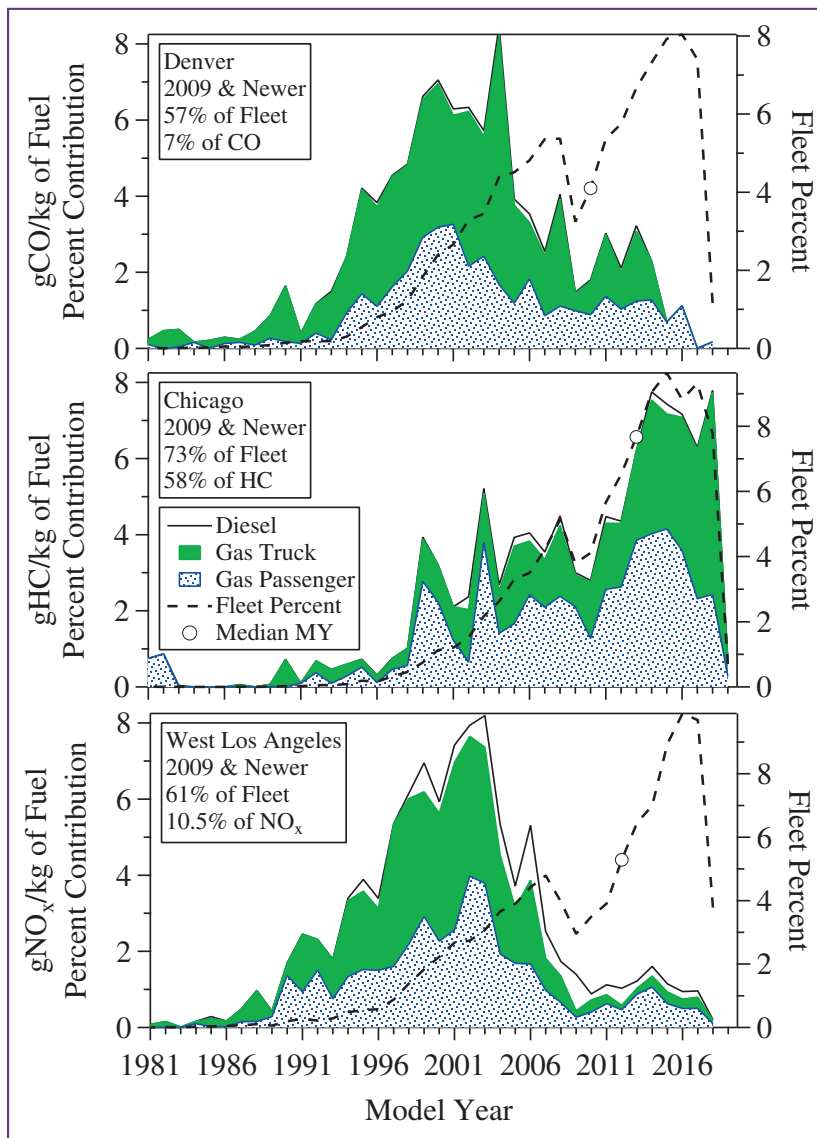 gCO/kg of Fuel
Percent Contribution
8
6
4
2
0
Denver
2009 & Newer
57% of Fleet
7% of CO
8
6
4
2
0
Fleet Percent
gHC/kg of Fuel
Percent Contribution
8
6
4
2
0
Chicago
2009 & Newer
73% of Fleet
58% of HC
Diesel
Gas Truck
Gas Passenger
Fleet Percent
Median MY
8
6
4
2
0
Fleet Percent
gNOx/kg of Fuel
Percent Contribution
8
6
4
2
0
West Los Angeles
2009 & Newer
61% of Fleet
10.5% of NOx
8
6
4
2
0
Fleet Percent
1981 1986 1991 1996 2001 2006 2011 2016
Model Year